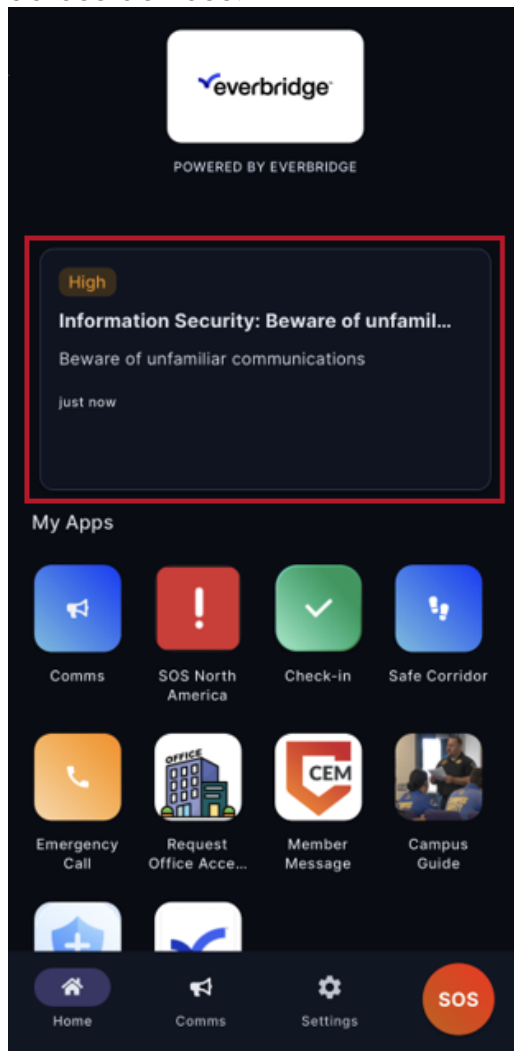 everbridge
POWERED BY EVERBRIDGE
High
Information Security: Beware of unfamil...
Beware of unfamiliar communications
just now
My Apps
Comms
SOS North
America
Check-in
Safe Corridor
OFFICE
CEM
Emergency
Call
Request
Office Acce...
Member
Message
Campus
Guide
Home
Comms
Settings
SOS